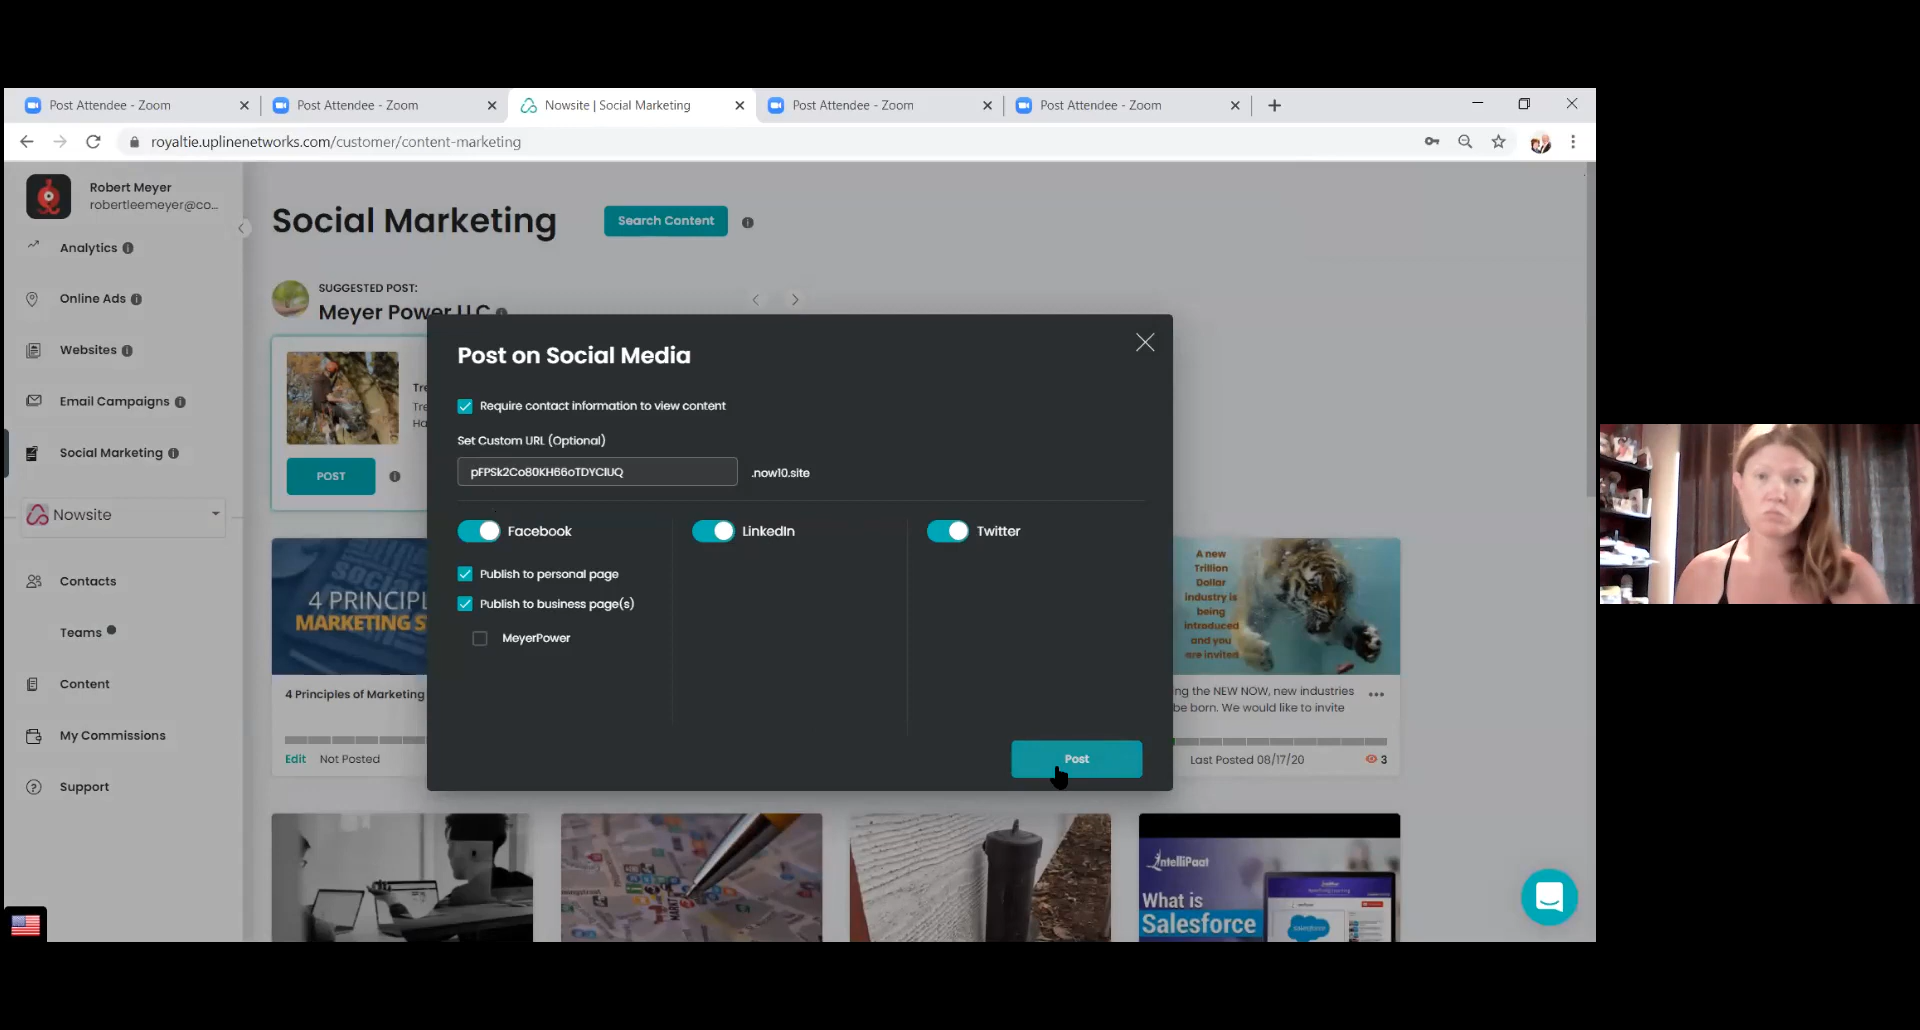 Post Attendee - Zoom
Post Attendee - Zoom
Nowsite | Social Marketing
Post Attendee - Zoom
Post Attendee - Zoom
royaltie.uplinenetworks.com/customer/content-marketing
Robert Meyer
robertleemeyer@co...
Analytics
Online Ads
Websites
Email Campaigns
Social Marketing
Nowsite
Contacts
Teams
Content
My Commissions
Support
Social Marketing
Search Content
SUGGESTED POST:
Meyer Power LLC
Tre
Tre
Ha
POST
Post on Social Media
Require contact information to view content
Set Custom URL (Optional)
.now10.site
Facebook
LinkedIn
Twitter
Publish to personal page
Publish to business page(s)
MeyerPower
Post
4 PRINCIPL
MARKETING S
4 Principles of Marketing
Edit Not Posted
A new
Trillion
Dollar
industry is
being
introduced
and you
are invited
ng the NEW NOW, new industries
be born. We would like to invite
Last Posted 08/17/20
3
IntelliPaat
What is
Salesforce
salesforce